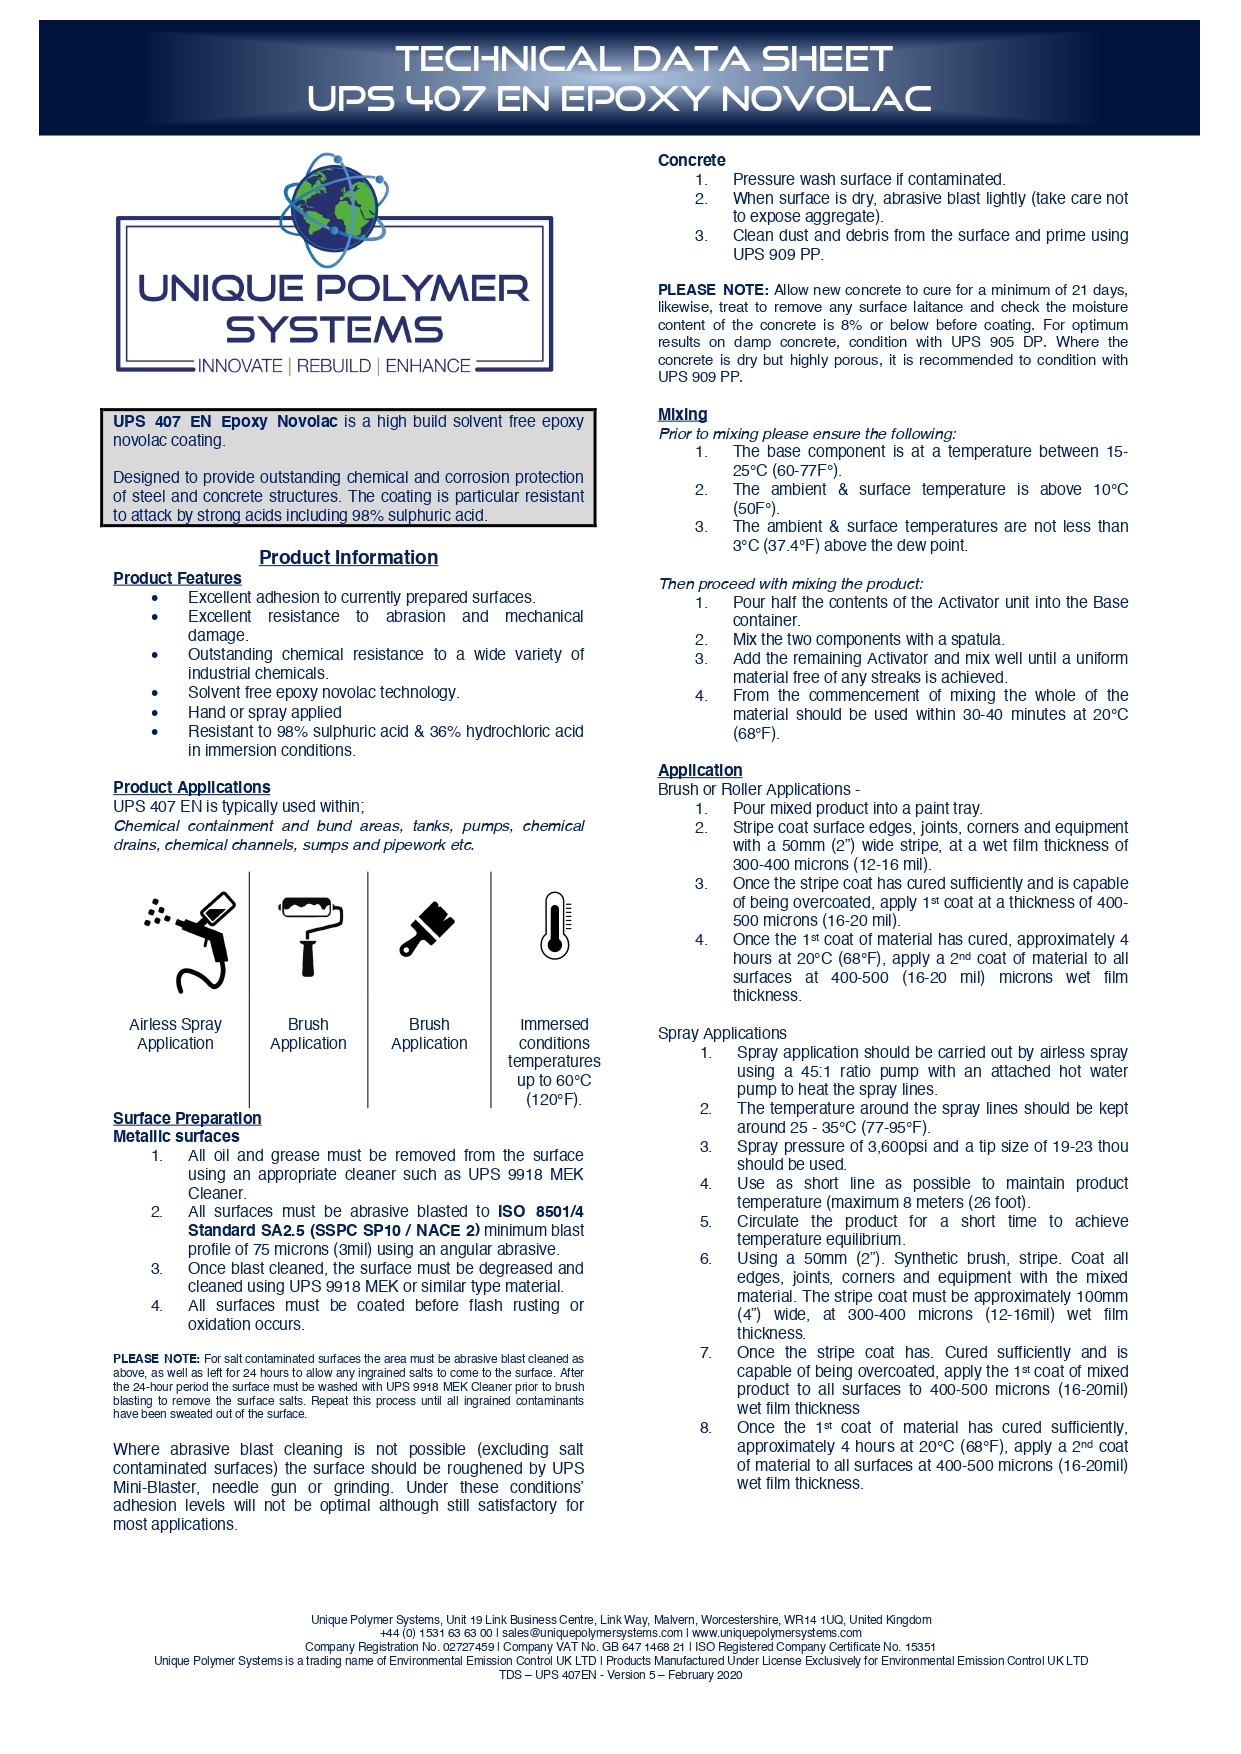 TECHNICAL DATA SHEET
UPS 407 EN EPOXY NOVOLAC
UNIQUE POLYMER
SYSTEMS
INNOVATE | REBUILD | ENHANCE
UPS 407 EN Epoxy Novolac is a high build solvent free epoxy
novolac coating.
Designed to provide outstanding chemical and corrosion protection
of steel and concrete structures. The coating is particular resistant
to attack by strong acids including 98% sulphuric acid.
Product Information
Product Features
• Excellent adhesion to currently prepared surfaces.
• Excellent resistance to abrasion and mechanical
damage.
• Outstanding chemical resistance to a wide variety of
industrial chemicals.
• Solvent free epoxy novolac technology.
• Hand or spray applied
• Resistant to 98% sulphuric acid & 36% hydrochloric acid
in immersion conditions.
Product Applications
UPS 407 EN is typically used within;
Chemical containment and bund areas, tanks, pumps, chemical
drains, chemical channels, sumps and pipework etc.
Airless Spray
Application
Brush
Application
Brush
Application
Immersed
conditions
temperatures
up to 60°C
(120°F).
Surface Preparation
Metallic surfaces
1. All oil and grease must be removed from the surface
using an appropriate cleaner such as UPS 9918 MEK
Cleaner.
2. All surfaces must be abrasive blasted to ISO 8501/4
Standard SA2.5 (SSPC SP10 / NACE 2) minimum blast
profile of 75 microns (3mil) using an angular abrasive.
3. Once blast cleaned, the surface must be degreased and
cleaned using UPS 9918 MEK or similar type material.
4. All surfaces must be coated before flash rusting or
oxidation occurs.
PLEASE NOTE: For salt contaminated surfaces the area must be abrasive blast cleaned as
above, as well as left for 24 hours to allow any ingrained salts to come to the surface. After
the 24-hour period the surface must be washed with UPS 9918 MEK Cleaner prior to brush
blasting to remove the surface salts. Repeat this process until all ingrained contaminants
have been sweated out of the surface.
Where abrasive blast cleaning is not possible (excluding salt
contaminated surfaces) the surface should be roughened by UPS
Mini-Blaster, needle gun or grinding. Under these conditions’
adhesion levels will not be optimal although still satisfactory for
most applications.
Concrete
1. Pressure wash surface if contaminated.
2. When surface is dry, abrasive blast lightly (take care not
to expose aggregate).
3. Clean dust and debris from the surface and prime using
UPS 909 PP.
PLEASE NOTE: Allow new concrete to cure for a minimum of 21 days,
likewise, treat to remove any surface laitance and check the moisture
content of the concrete is 8% or below before coating. For optimum
results on damp concrete, condition with UPS 905 DP. Where the
concrete is dry but highly porous, it is recommended to condition with
UPS 909 PP.
Mixing
Prior to mixing please ensure the following:
1. The base component is at a temperature between 15-
25°C (60-77F°).
2. The ambient & surface temperature is above 10°C
(50F°).
3. The ambient & surface temperatures are not less than
3°C (37.4°F) above the dew point.
Then proceed with mixing the product:
1. Pour half the contents of the Activator unit into the Base
container.
2. Mix the two components with a spatula.
3. Add the remaining Activator and mix well until a uniform
material free of any streaks is achieved.
4. From the commencement of mixing the whole of the
material should be used within 30-40 minutes at 20°C
(68°F).
Application
Brush or Roller Applications -
1. Pour mixed product into a paint tray.
2. Stripe coat surface edges, joints, corners and equipment
with a 50mm (2”) wide stripe, at a wet film thickness of
300-400 microns (12-16 mil).
3. Once the stripe coat has cured sufficiently and is capable
of being overcoated, apply 1st coat at a thickness of 400-
500 microns (16-20 mil).
4. Once the 1st coat of material has cured, approximately 4
hours at 20°C (68°F), apply a 2nd coat of material to all
surfaces at 400-500 (16-20 mil) microns wet film
thickness.
Spray Applications
1. Spray application should be carried out by airless spray
using a 45:1 ratio pump with an attached hot water
pump to heat the spray lines.
2. The temperature around the spray lines should be kept
around 25 - 35°C (77-95°F).
3. Spray pressure of 3,600psi and a tip size of 19-23 thou
should be used.
4. Use as short line as possible to maintain product
temperature (maximum 8 meters (26 foot).
5. Circulate the product for a short time to achieve
temperature equilibrium.
6. Using a 50mm (2”). Synthetic brush, stripe. Coat all
edges, joints, corners and equipment with the mixed
material. The stripe coat must be approximately 100mm
(4”) wide, at 300-400 microns (12-16mil) wet film
thickness.
7. Once the stripe coat has. Cured sufficiently and is
capable of being overcoated, apply the 1st coat of mixed
product to all surfaces to 400-500 microns (16-20mil)
wet film thickness
8. Once the 1st coat of material has cured sufficiently,
approximately 4 hours at 20°C (68°F), apply a 2nd coat
of material to all surfaces at 400-500 microns (16-20mil)
wet film thickness.
Unique Polymer Systems, Unit 19 Link Business Centre, Link Way, Malvern, Worcestershire, WR14 1UQ, United Kingdom
+44 (0) 1531 63 63 00 | sales@uniquepolymersystems.com | www.uniquepolymersystems.com
Company Registration No. 02727459 | Company VAT No. GB 647 1468 21 | ISO Registered Company Certificate No. 15351
Unique Polymer Systems is a trading name of Environmental Emission Control UK LTD | Products Manufactured Under License Exclusively for Environmental Emission Control UK LTD
TDS – UPS 407EN - Version 5 – February 2020